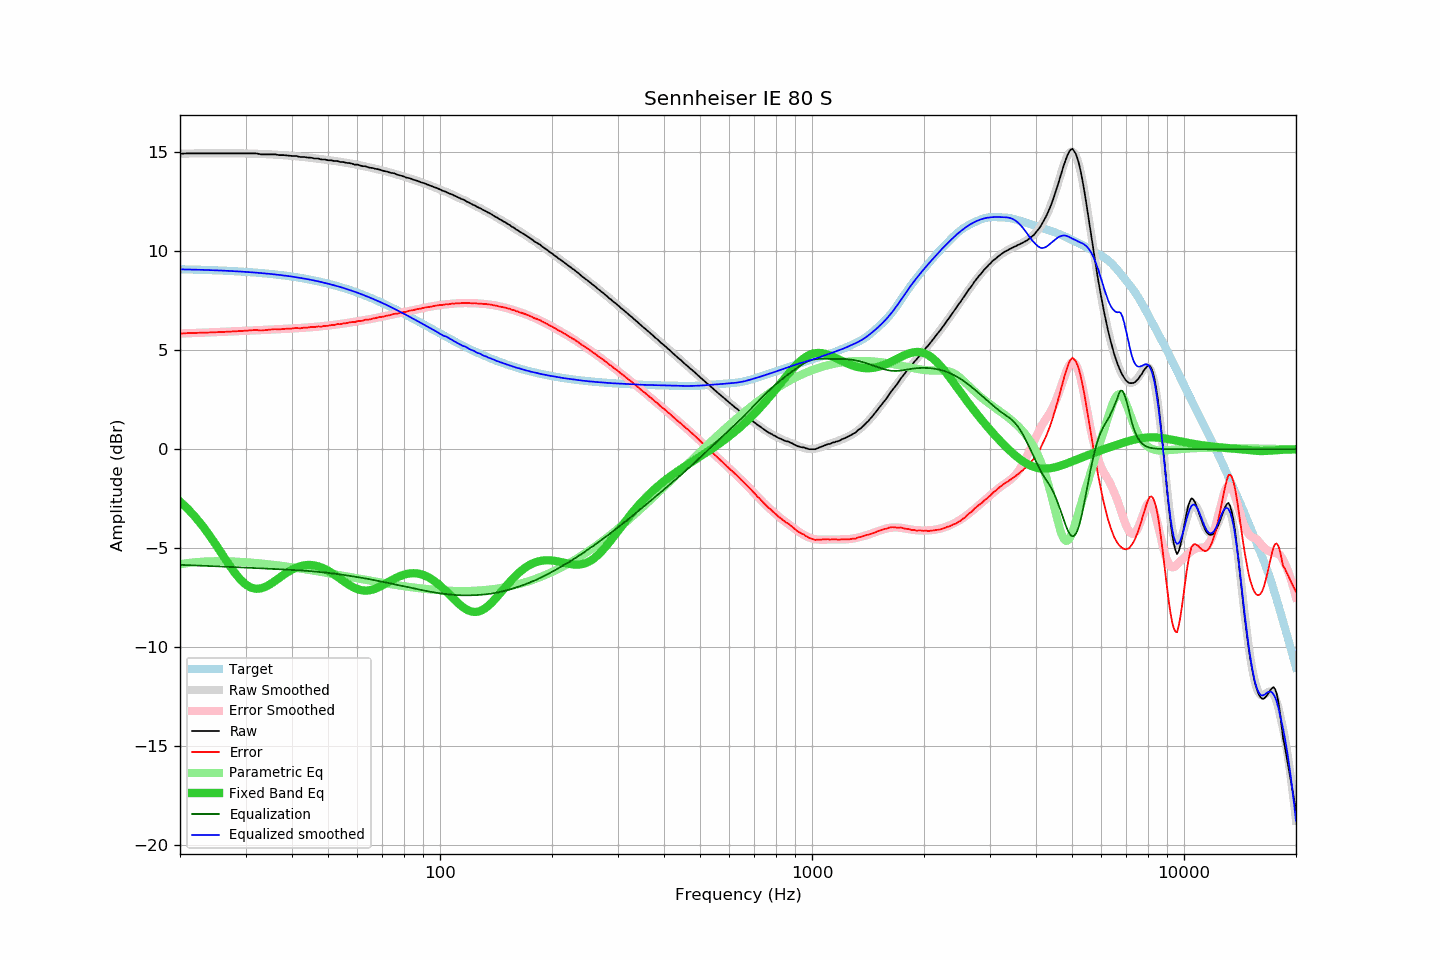 Sennheiser IE 80 S
15
10
5
0
−5
−10
−15
−20
Amplitude (dBr)
Target
Raw Smoothed
Error Smoothed
Raw
Error
Parametric Eq
Fixed Band Eq
Equalization
Equalized smoothed
100
1000
10000
Frequency (Hz)